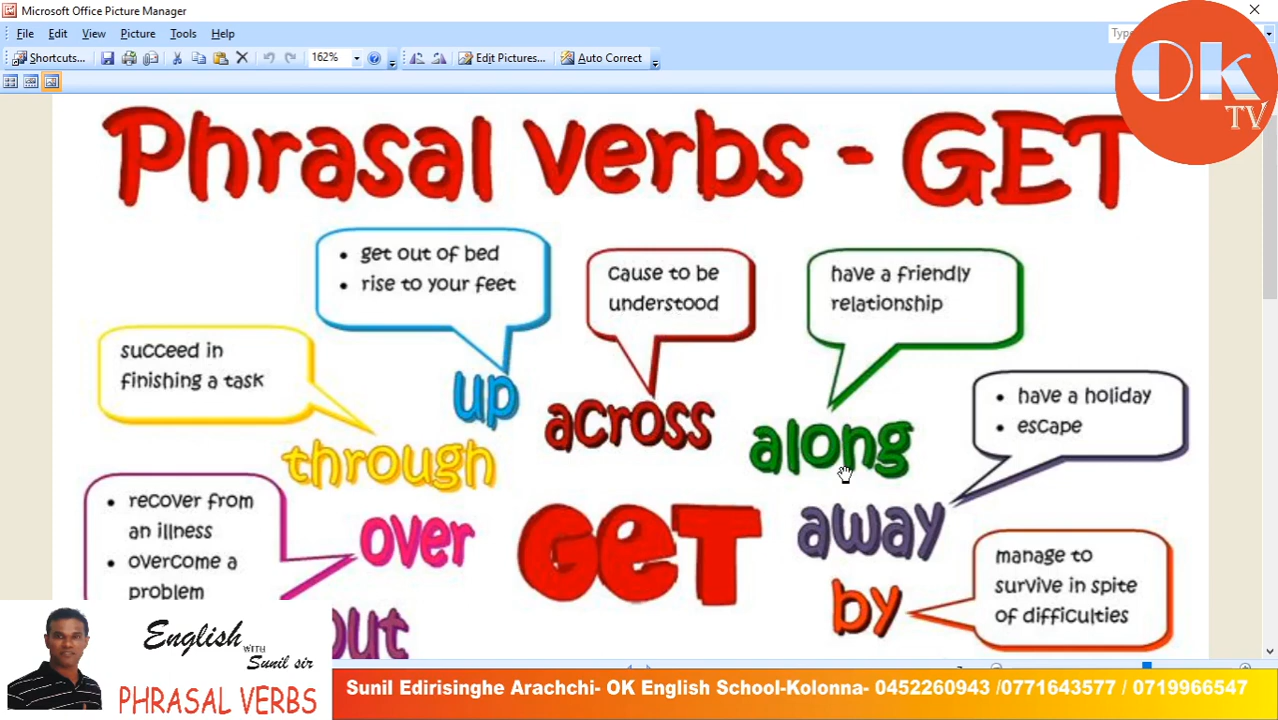 Microsoft Office Picture Manager
File Edit View Picture Tools Help
Shortcuts... 162% Edit Pictures... Auto Correct
OK
TV
Phrasal verbs - GET
• get out of bed
• rise to your feet
cause to be
understood
have a friendly
relationship
succeed in
finishing a task
up
across
along
• have a holiday
• escape
through
• recover from
an illness
• overcome a
problem
over
GeT
away
by
manage to
survive in spite
of difficulties
out
English
WITH
Sunil sir
PHRASAL VERBS
Sunil Edirisinghe Arachchi- OK English School-Kolonna- 0452260943 /0771643577 / 0719966547